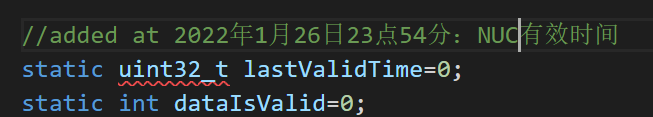 //added at 2022年1月26日23点54分：NUC有效时间
static uint32_t lastValidTime=0;
static int dataIsValid=0;